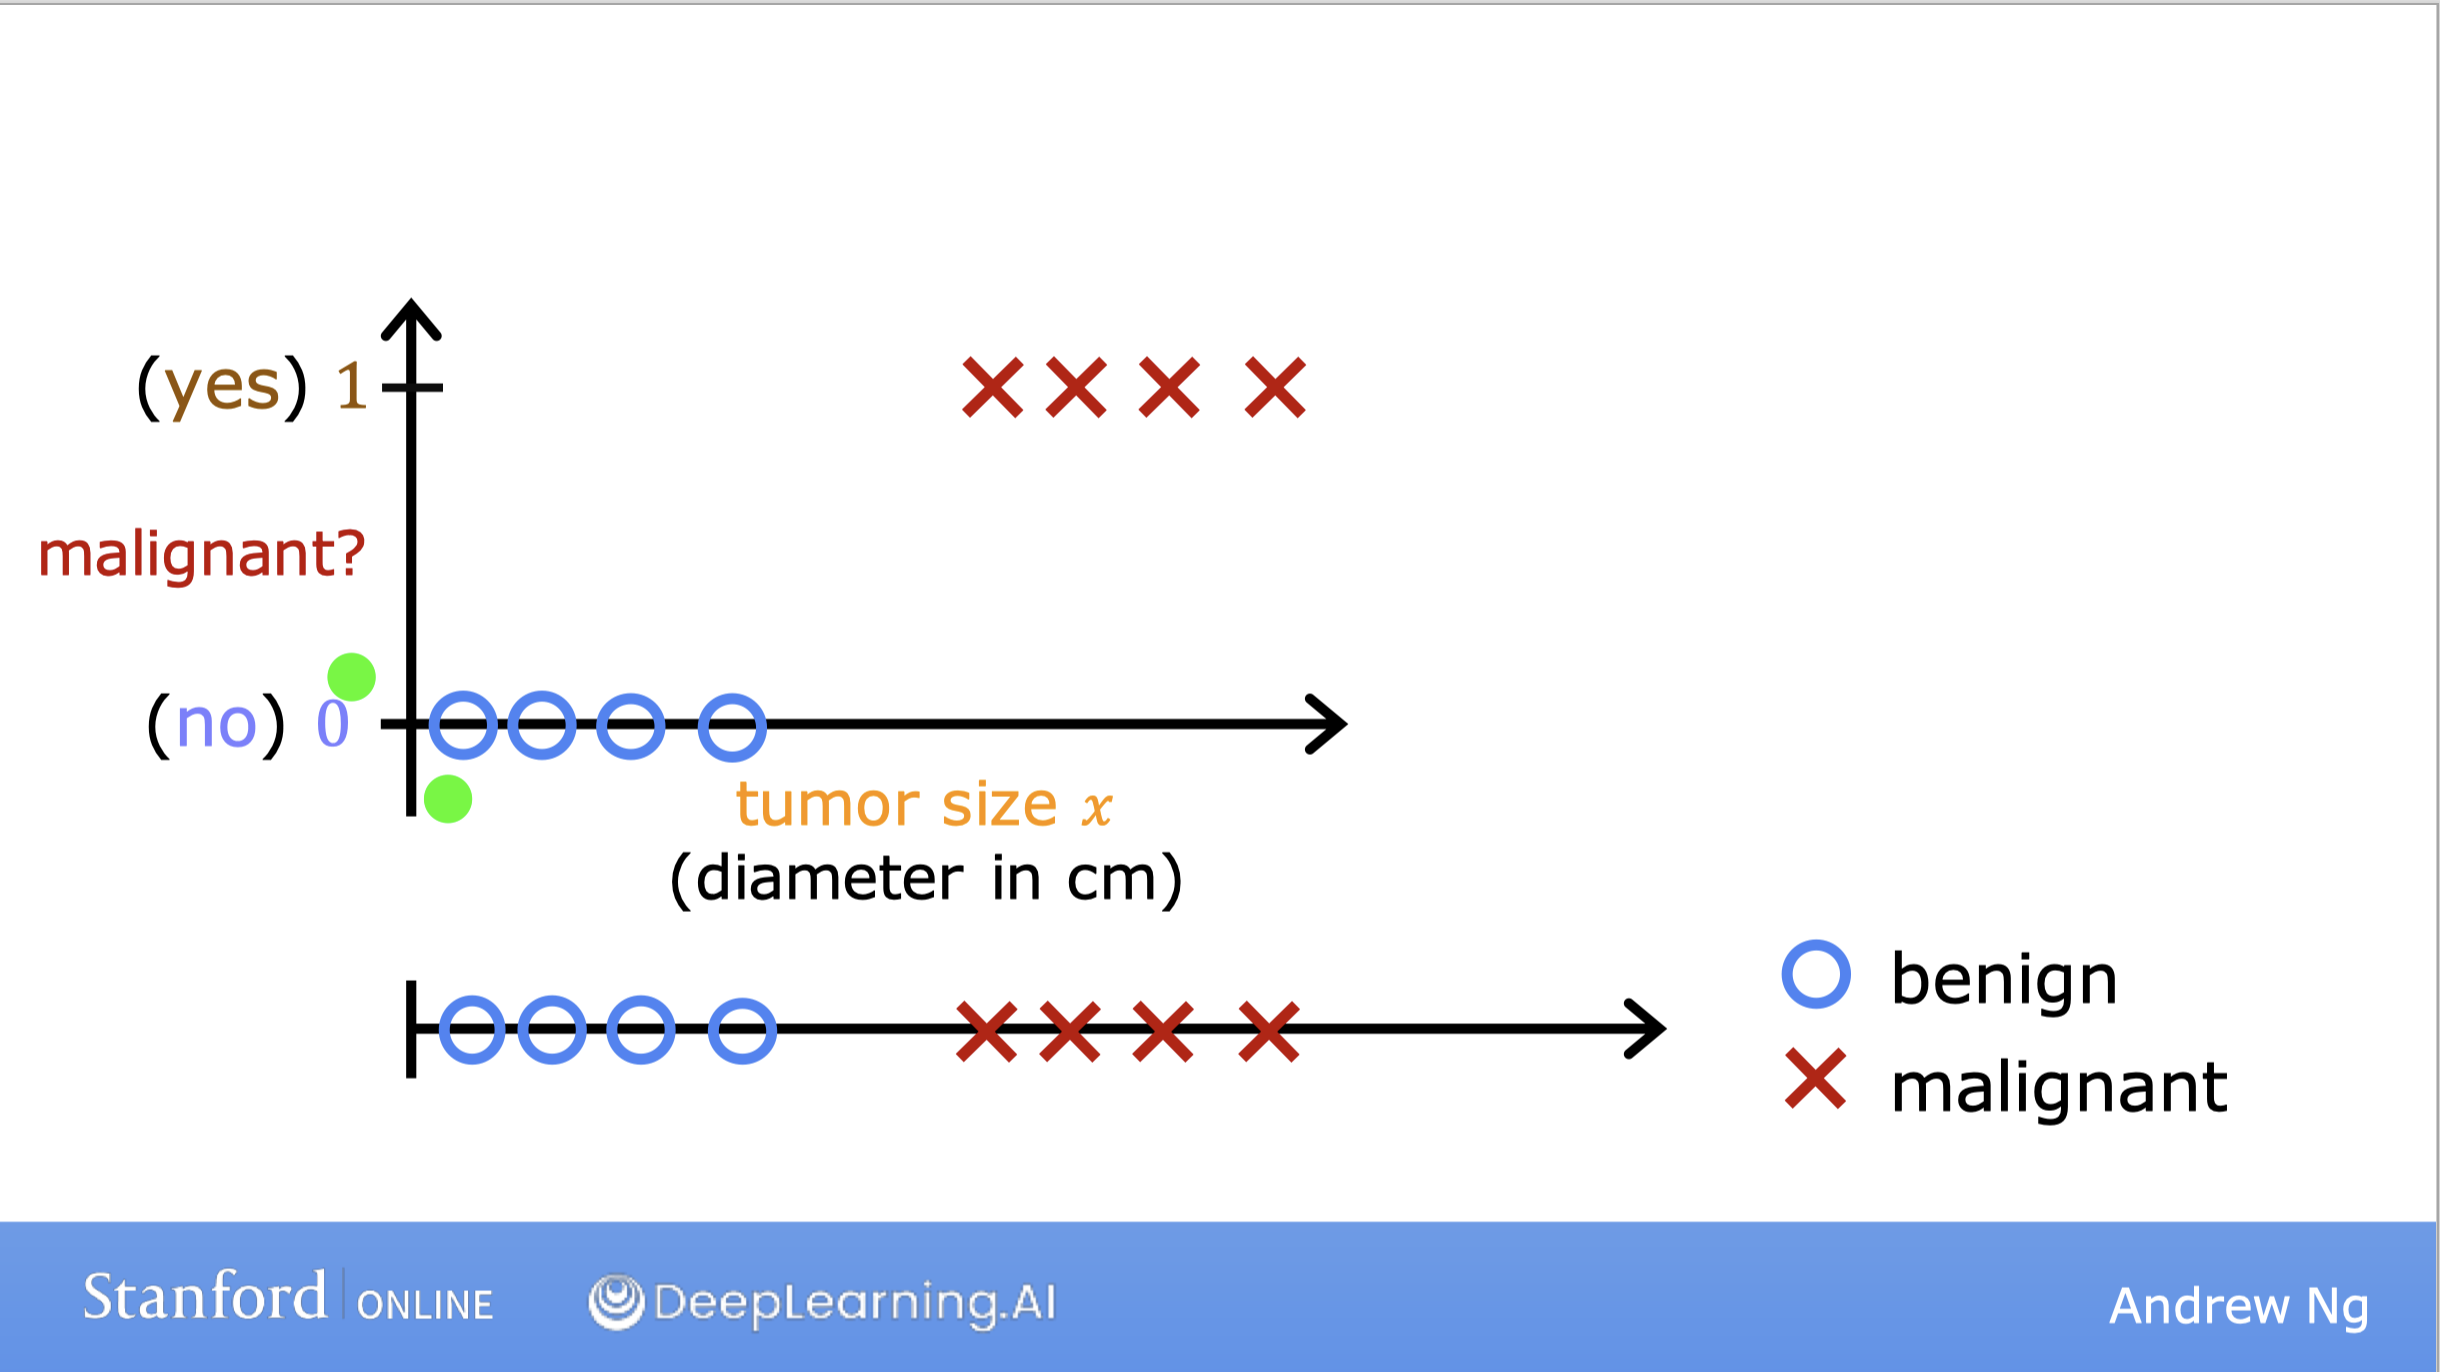 (yes) 1
malignant?
(no) 0
tumor size x
(diameter in cm)
benign
malignant
Stanford | ONLINE
DeepLearning.AI
Andrew Ng